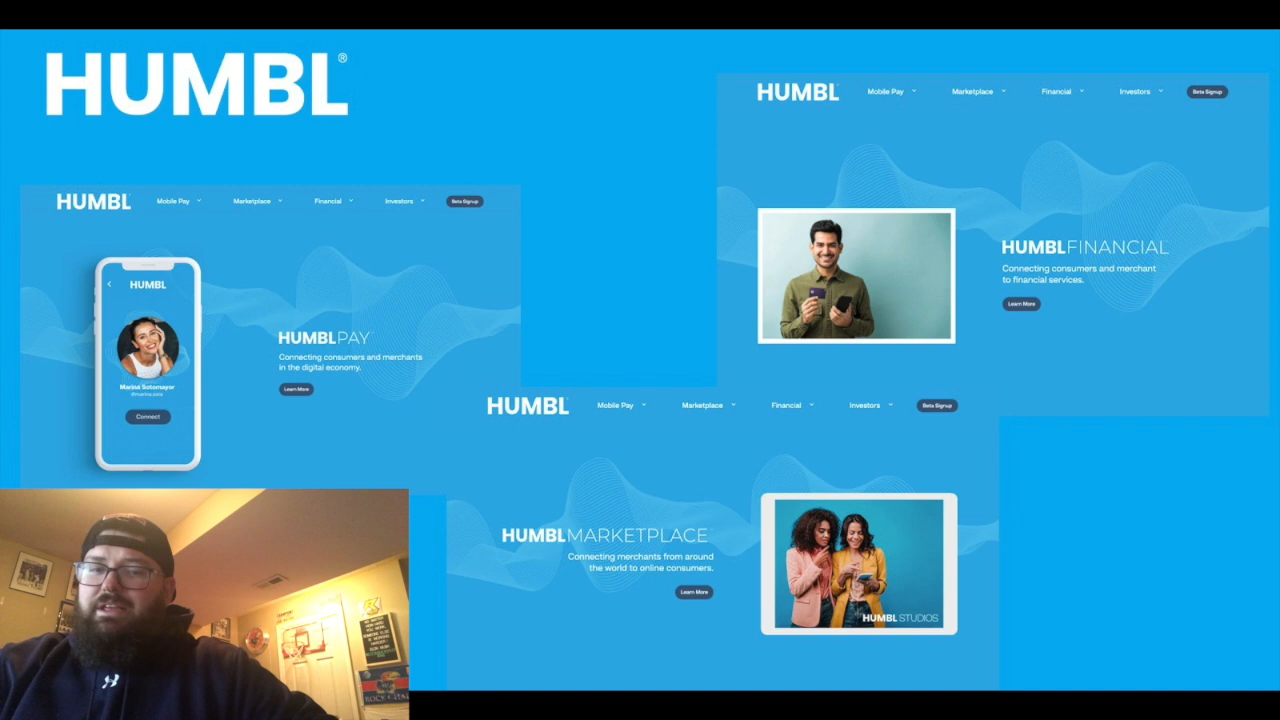 HUMBL®
HUMBL Mobile Pay Marketplace Financial Investors Beta Signup
HUMBLFINANCIAL
Connecting consumers and merchant
to financial services.
Learn More
HUMBL Mobile Pay Marketplace Financial Investors Beta Signup
HUMBL
Marina Sotomayor
Connect
HUMBLPAY
Connecting consumers and merchants
in the digital economy.
Learn More
HUMBL Mobile Pay Marketplace Financial Investors Beta Signup
HUMBLMARKETPLACE
Connecting merchants from around
the world to online consumers.
Learn More
HUMBL STUDIOS